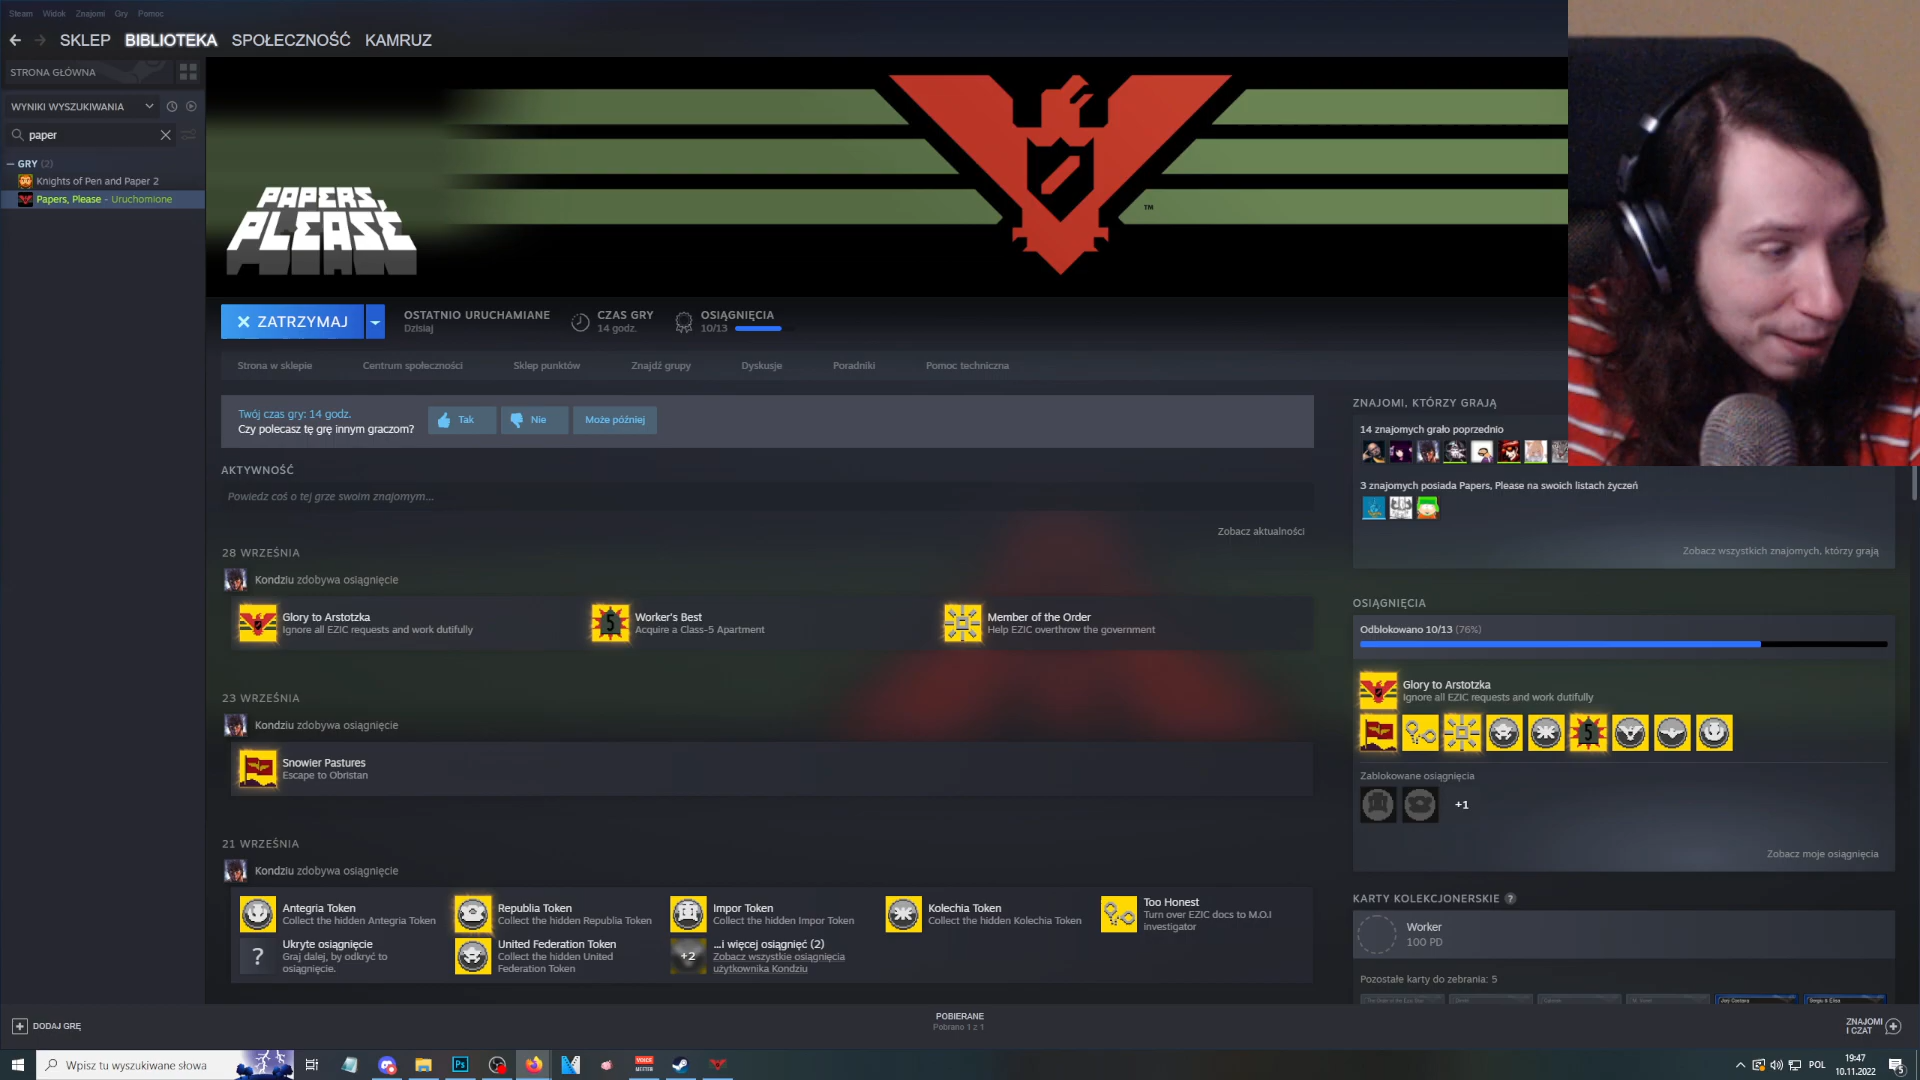 Steam Widok Znajomi Gry Pomoc
SKLEP BIBLIOTEKA SPOŁECZNOŚĆ KAMRUZ
STRONA GŁÓWNA
WYNIKI WYSZUKIWANIA
paper
GRY (2)
Knights of Pen and Paper 2
Papers, Please - Uruchomione
PAPERS,
PLEASE
TM
ZATRZYMAJ
OSTATNIO URUCHAMIANE
Dzisiaj
CZAS GRY
14 godz.
OSIĄGNIĘCIA
10/13
Strona w sklepie Centrum społeczności Sklep punktów Znajdź grupy Dyskusje Poradniki Pomoc techniczna
Twój czas gry: 14 godz.
Czy polecasz tę grę innym graczom?
Tak Nie Może później
AKTYWNOŚĆ
Powiedz coś o tej grze swoim znajomym...
Zobacz aktualności
28 WRZEŚNIA
Kondziu zdobywa osiągnięcie
Glory to Arstotzka
Ignore all EZIC requests and work dutifully
Worker's Best
Acquire a Class-5 Apartment
Member of the Order
Help EZIC overthrow the government
23 WRZEŚNIA
Kondziu zdobywa osiągnięcie
Snowier Pastures
Escape to Obristan
21 WRZEŚNIA
Kondziu zdobywa osiągnięcie
Antegria Token
Collect the hidden Antegria Token
Republia Token
Collect the hidden Republia Token
Impor Token
Collect the hidden Impor Token
Kolechia Token
Collect the hidden Kolechia Token
Too Honest
Turn over EZIC docs to M.O.I
investigator
?
Ukryte osiągnięcie
Graj dalej, by odkryć to
osiągnięcie.
United Federation Token
Collect the hidden United
Federation Token
+2
...i więcej osiągnięć (2)
Zobacz wszystkie osiągnięcia
użytkownika Kondziu
ZNAJOMI, KTÓRZY GRAJĄ
14 znajomych grało poprzednio
3 znajomych posiada Papers, Please na swoich listach życzeń
Zobacz wszystkich znajomych, którzy grają
OSIĄGNIĘCIA
Odblokowano 10/13 (76%)
Glory to Arstotzka
Ignore all EZIC requests and work dutifully
5
Zablokowane osiągnięcia
+1
Zobacz moje osiągnięcia
KARTY KOLEKCJONERSKIE ?
Worker
100 PD
Pozostałe karty do zebrania: 5
DODAJ GRĘ
POBIERANE
Pobrano 1 z 1
ZNAJOMI
I CZAT
Wpisz tu wyszukiwane słowa
Ps
VOICE
MEETER
POL
19:47
10.11.2022
5